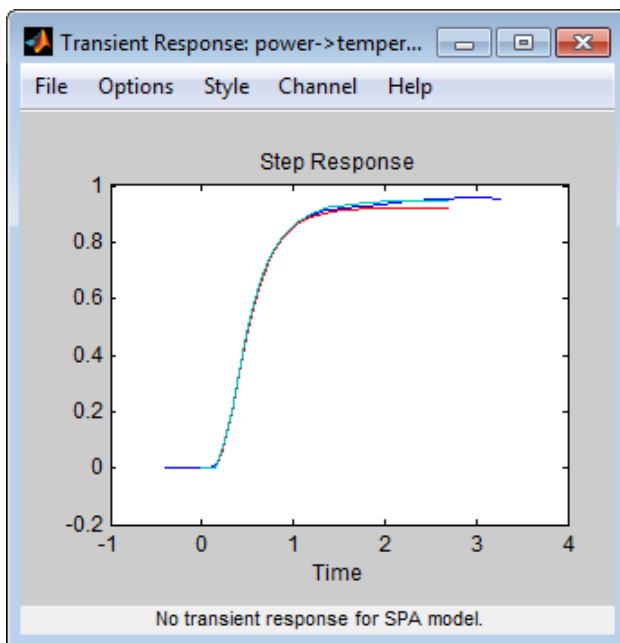 Transient Response: power->temper...
File Options Style Channel Help
Step Response
1
0.8
0.6
0.4
0.2
0
-0.2
-1 0 1 2 3 4
Time
No transient response for SPA model.